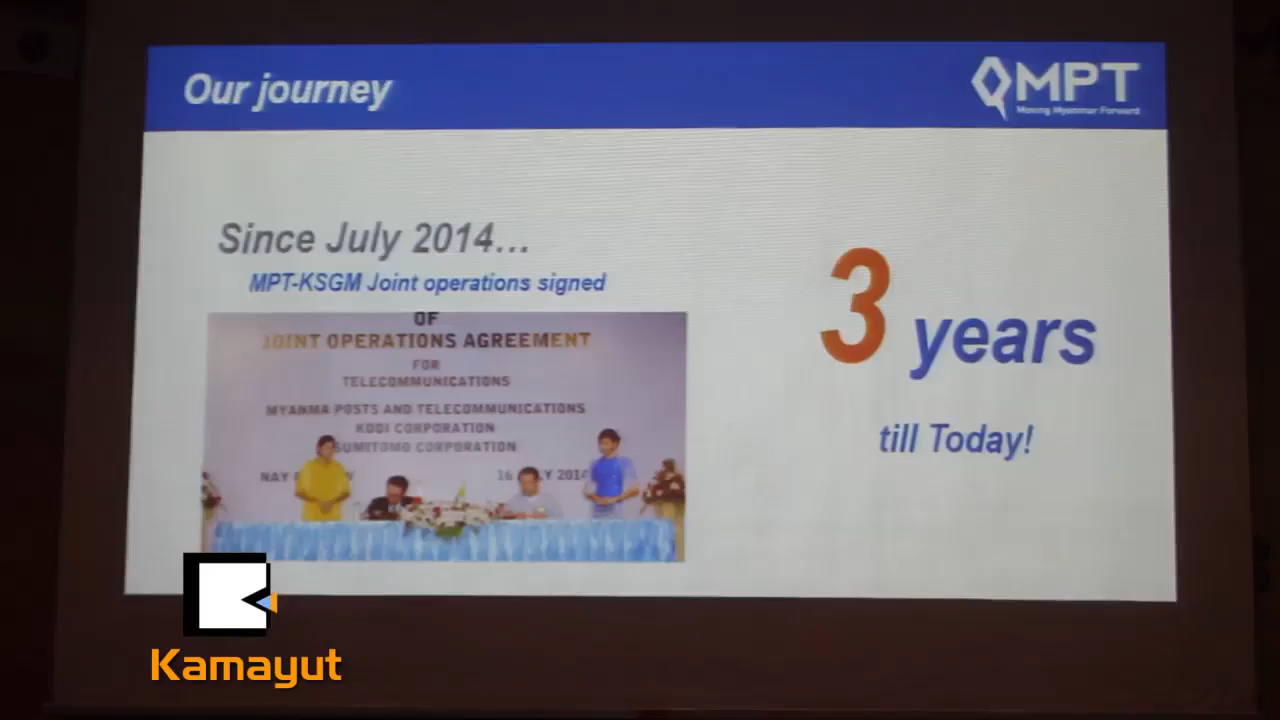 Our journey
MPT
Moving Myanmar Forward
Since July 2014...
MPT-KSGM Joint operations signed
OF
JOINT OPERATIONS AGREEMENT
FOR
TELECOMMUNICATIONS
MYANMA POSTS AND TELECOMMUNICATIONS
KDDI CORPORATION
SUMITOMO CORPORATION
NAY
16 JULY 2014
3 years
till Today!
Kamayut